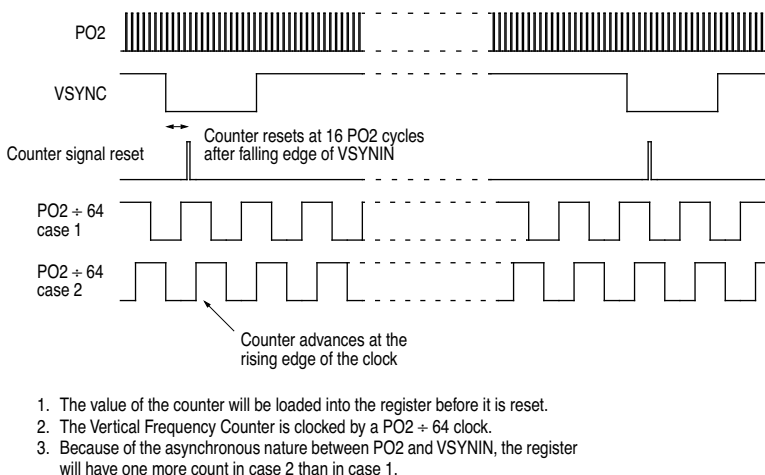 PO2
VSYNC
Counter resets at 16 PO2 cycles
Counter signal reset
after falling edge of VSYNIN
PO2 ÷ 64
case 1
PO2 ÷ 64
case 2
Counter advances at the
rising edge of the clock
1. The value of the counter will be loaded into the register before it is reset.
2. The Vertical Frequency Counter is clocked by a PO2 ÷ 64 clock.
3. Because of the asynchronous nature between PO2 and VSYNIN, the register
will have one more count in case 2 than in case 1.